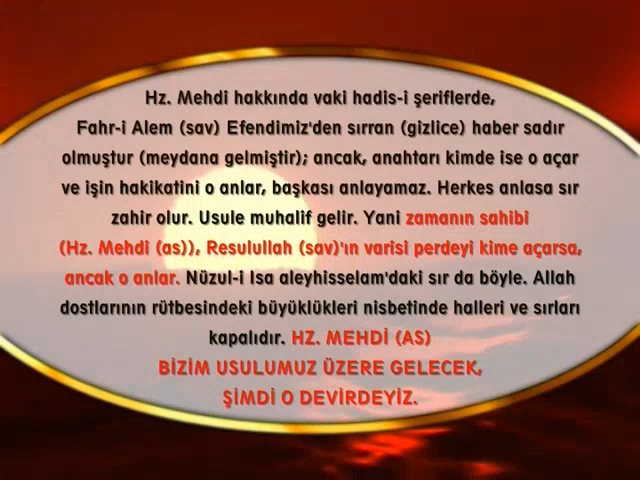 Hz. Mehdi hakkında vaki hadis-i şeriflerde,
Fahr-i Alem (sav) Efendimiz'den sırran (gizlice) haber sadır
olmuştur (meydana gelmiştir); ancak, anahtarı kimde ise o açar
ve işin hakikatini o anlar, başkası anlayamaz. Herkes anlasa sır
zahir olur. Usule muhalif gelir. Yani zamanın sahibi
(Hz. Mehdi (as)), Resulullah (sav)'ın varisi perdeyi kime açarsa,
ancak o anlar. Nüzul-i Isa aleyhisselam'daki sır da böyle. Allah
dostlarının rütbesindeki büyüklükleri nisbetinde halleri ve sırları
kapalıdır. HZ. MEHDİ (AS)
BİZİM USULUMUZ ÜZERE GELECEK,
ŞİMDİ O DEVİRDEYİZ.